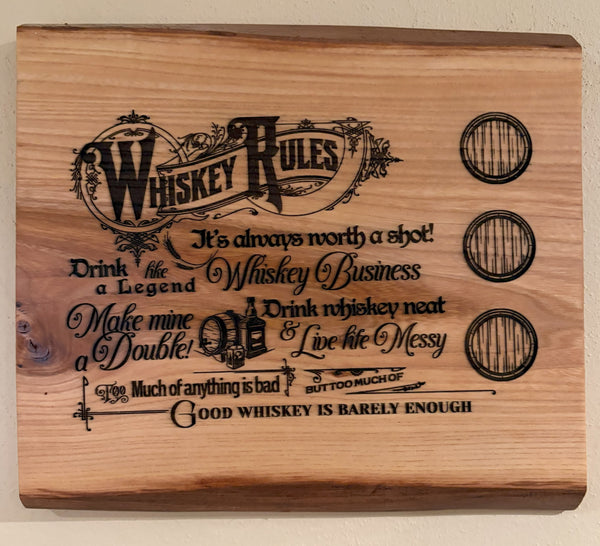 Whiskey Rules
It's always worth a shot!
Drink like
a Legend
Whiskey Business
Make mine
a Double!
Drink whiskey neat
& Live life Messy
Too Much of anything is bad
BUT TOO MUCH OF
GOOD WHISKEY IS BARELY ENOUGH